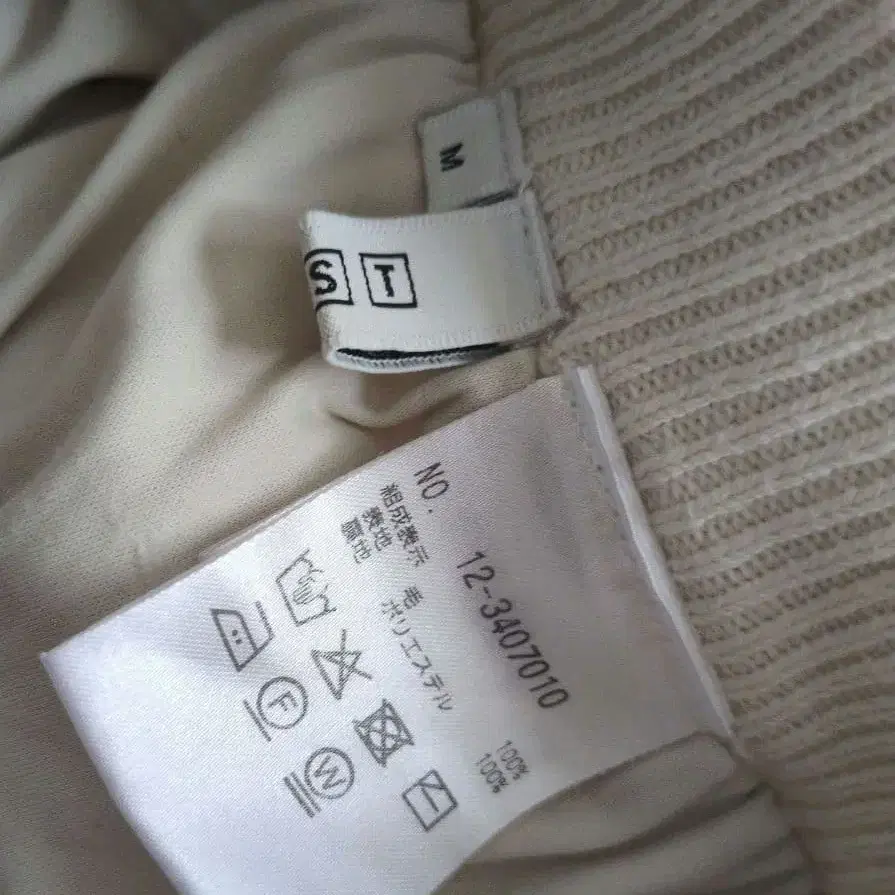 M
S T
NO. 12-3407010
組成表示
表地 毛 100%
裏地 ポリエステル 100%
F
W